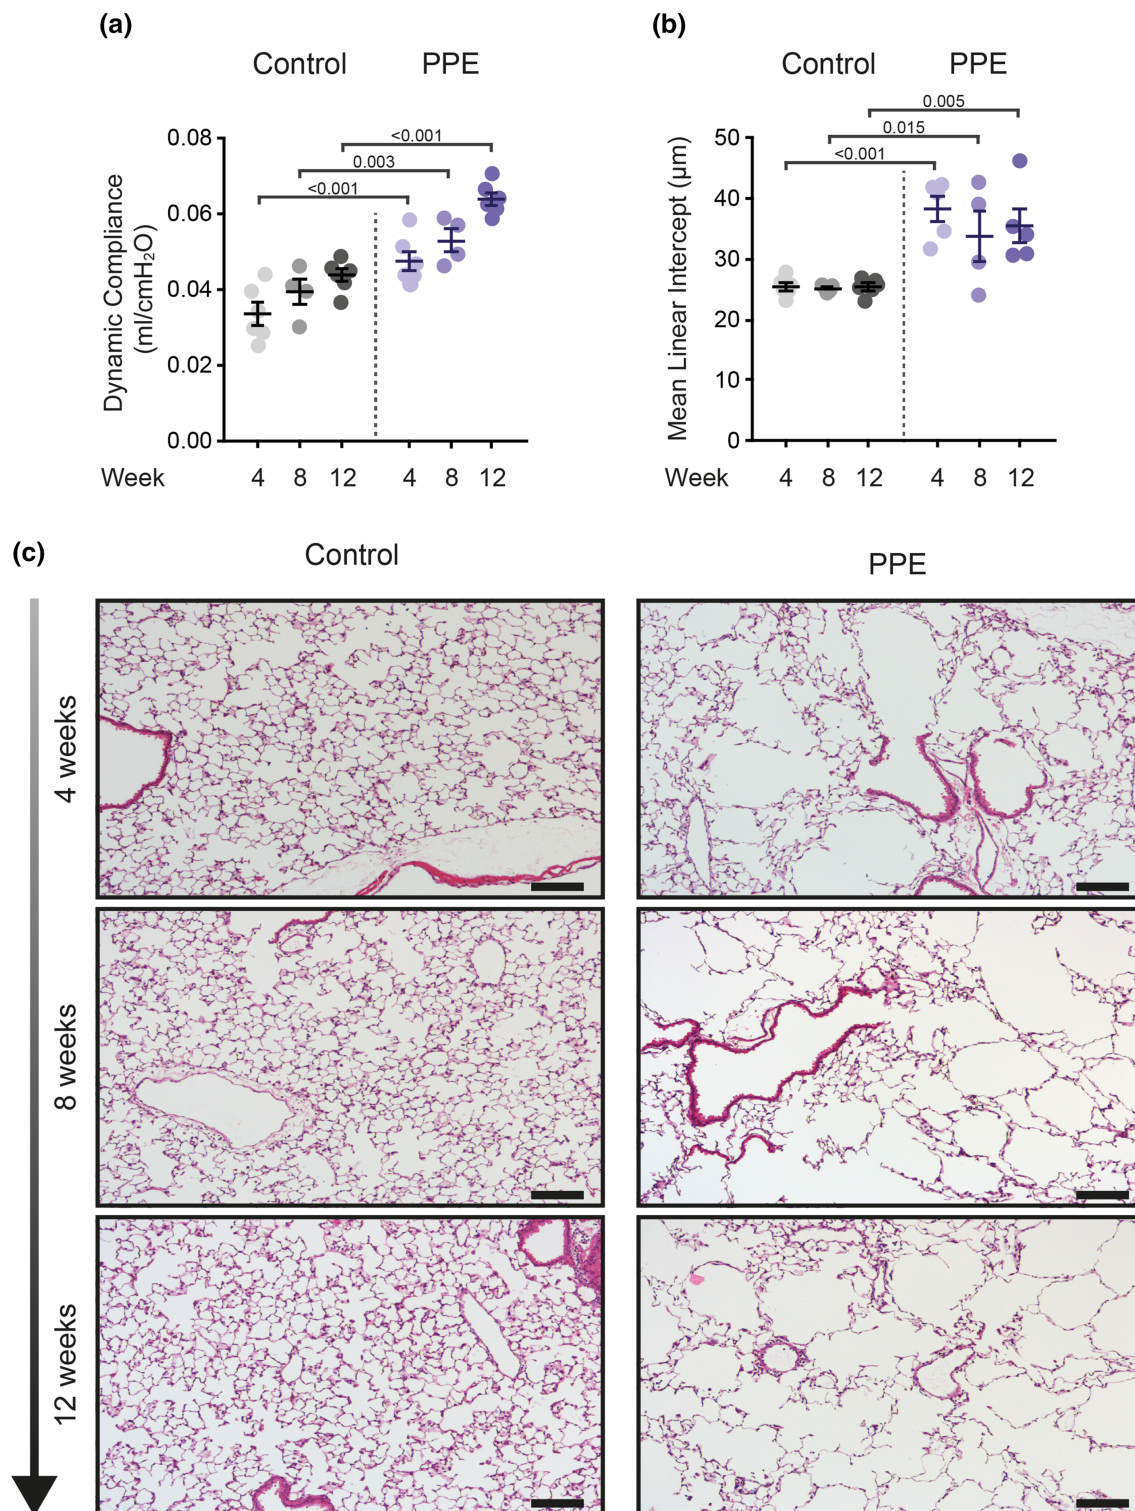 (a)
Control PPE
Dynamic Compliance
(ml/cmH₂O)
0.08
0.06
0.04
0.02
0.00
<0.001
0.003
<0.001
Week 4 8 12 4 8 12
(b)
Control PPE
Mean Linear Intercept (μm)
50
40
30
20
10
0
0.005
0.015
<0.001
Week 4 8 12 4 8 12
(c)
Control PPE
4 weeks
8 weeks
12 weeks